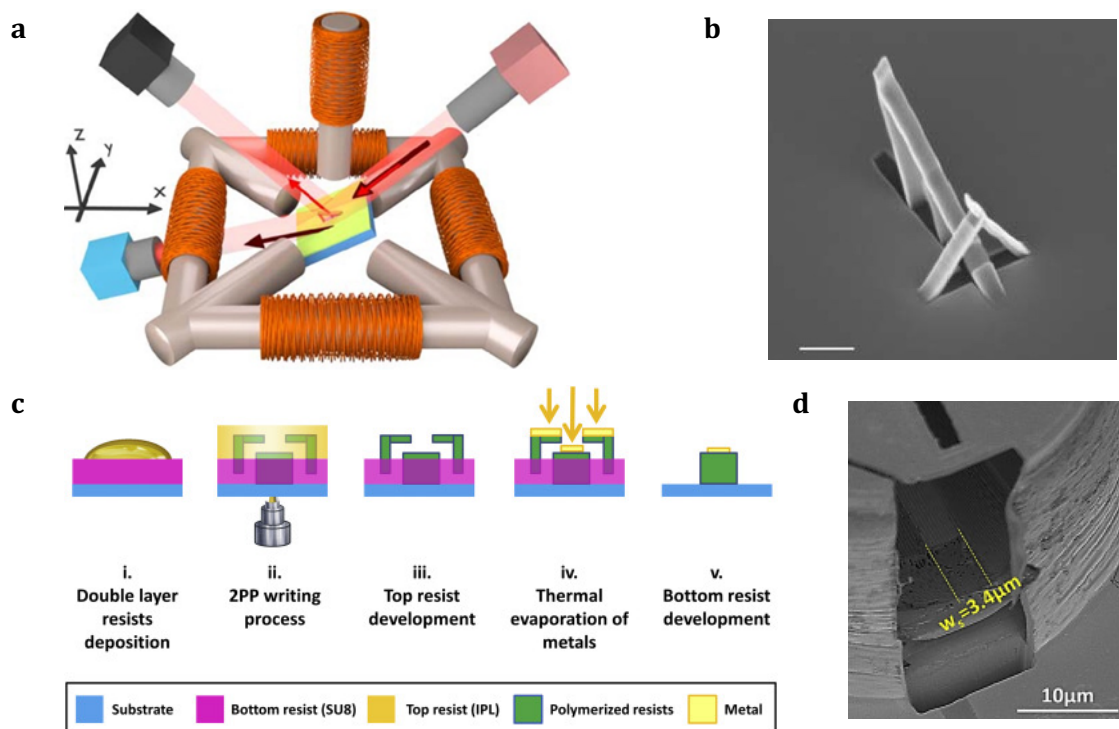 a
b
z
y
x
c
i.
Double layer
resists
deposition
ii.
2PP writing
process
iii.
Top resist
development
iv.
Thermal
evaporation of
metals
v.
Bottom resist
development
Substrate
Bottom resist (SU8)
Top resist (IPL)
Polymerized resists
Metal
d
wₛ=3.4μm
10μm